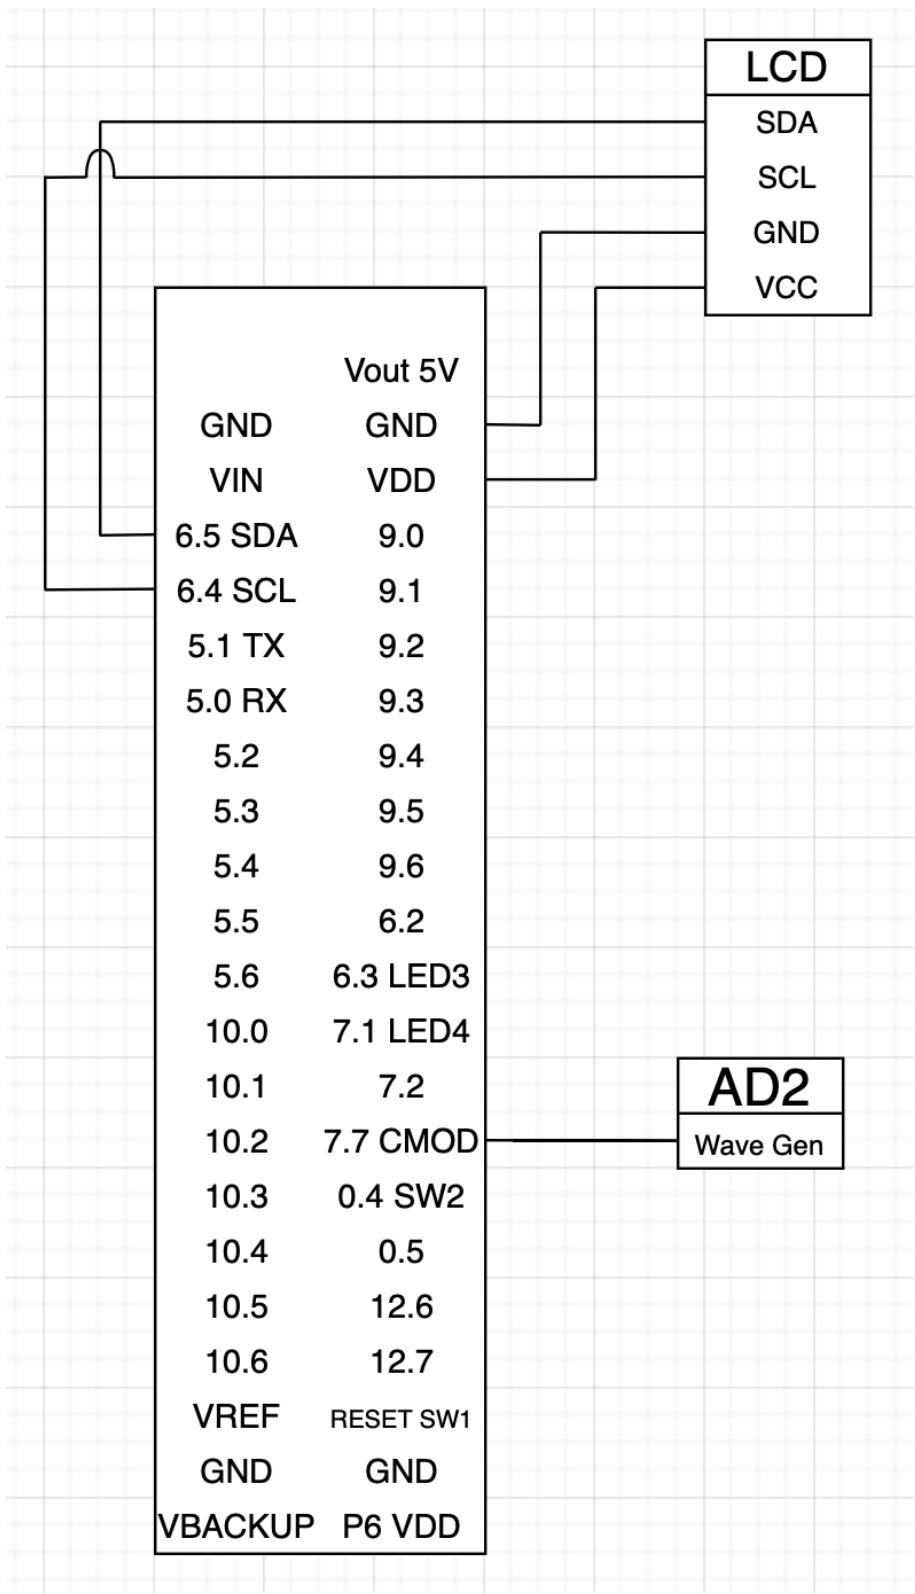 LCD
SDA
SCL
GND
VCC
Vout 5V
GND GND
VIN VDD
6.5 SDA 9.0
6.4 SCL 9.1
5.1 TX 9.2
5.0 RX 9.3
5.2 9.4
5.3 9.5
5.4 9.6
5.5 6.2
5.6 6.3 LED3
10.0 7.1 LED4
10.1 7.2
10.2 7.7 CMOD
10.3 0.4 SW2
10.4 0.5
10.5 12.6
10.6 12.7
VREF RESET SW1
GND GND
VBACKUP P6 VDD
AD2
Wave Gen